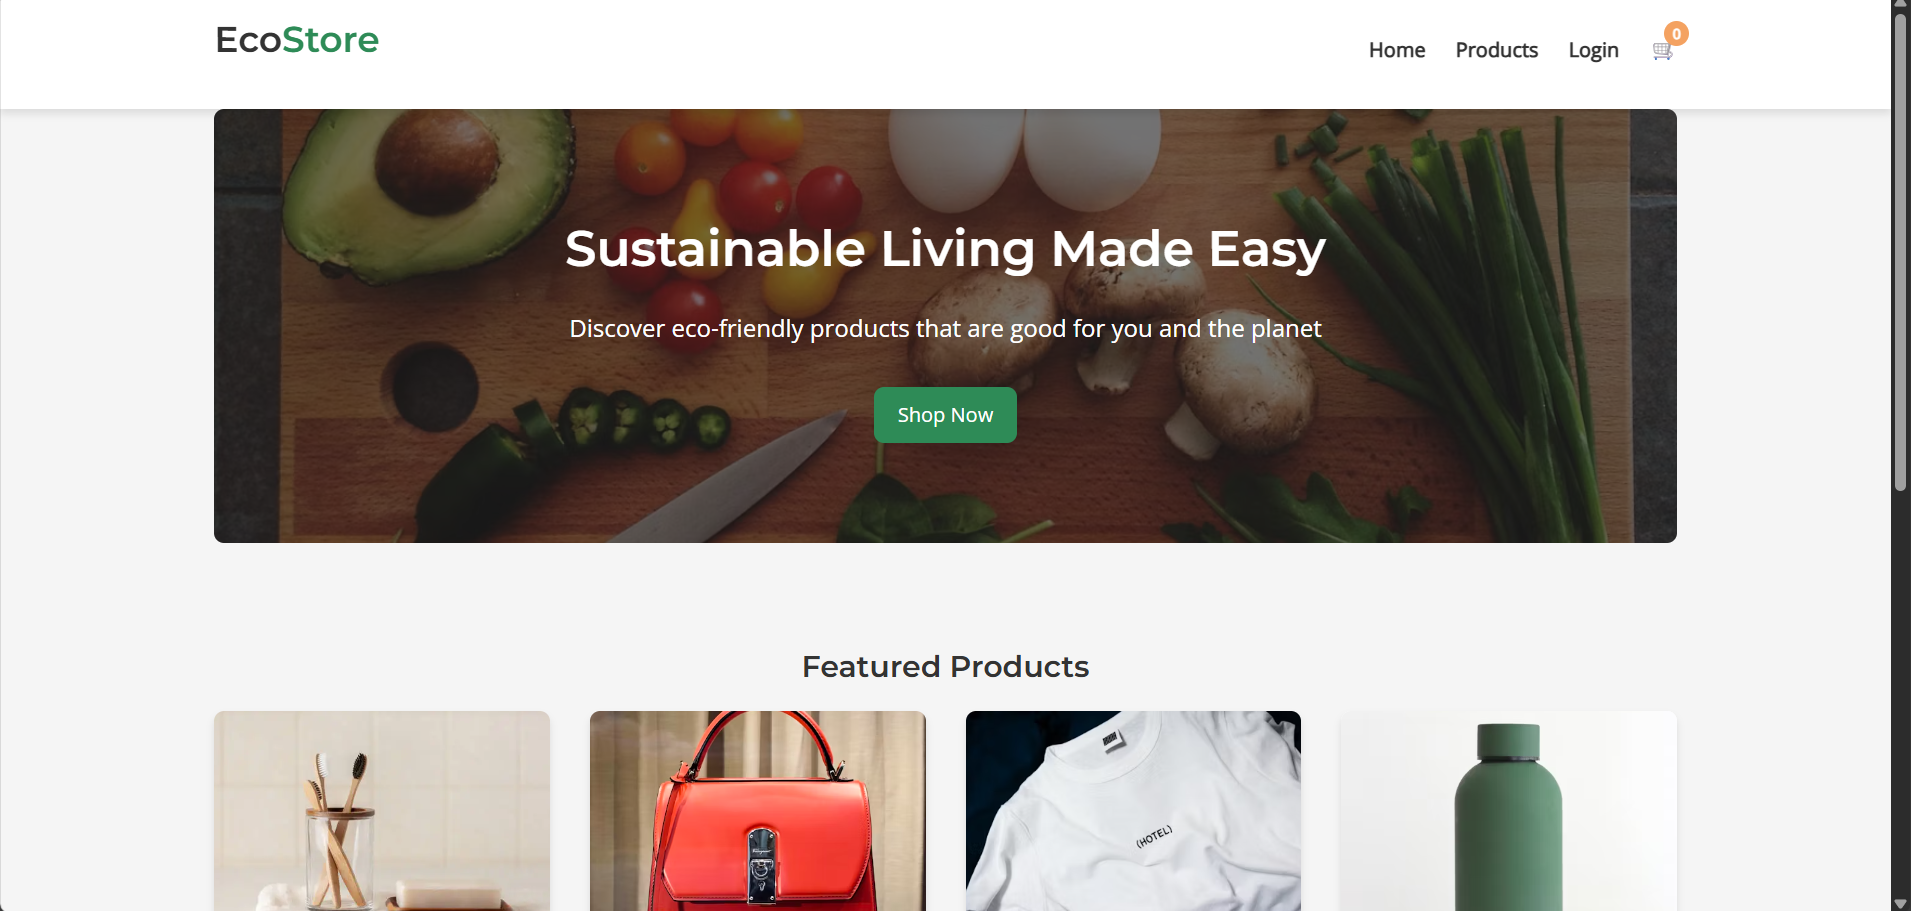 EcoStore
Home Products Login 0
Sustainable Living Made Easy
Discover eco-friendly products that are good for you and the planet
Shop Now
Featured Products
(HOTEL)